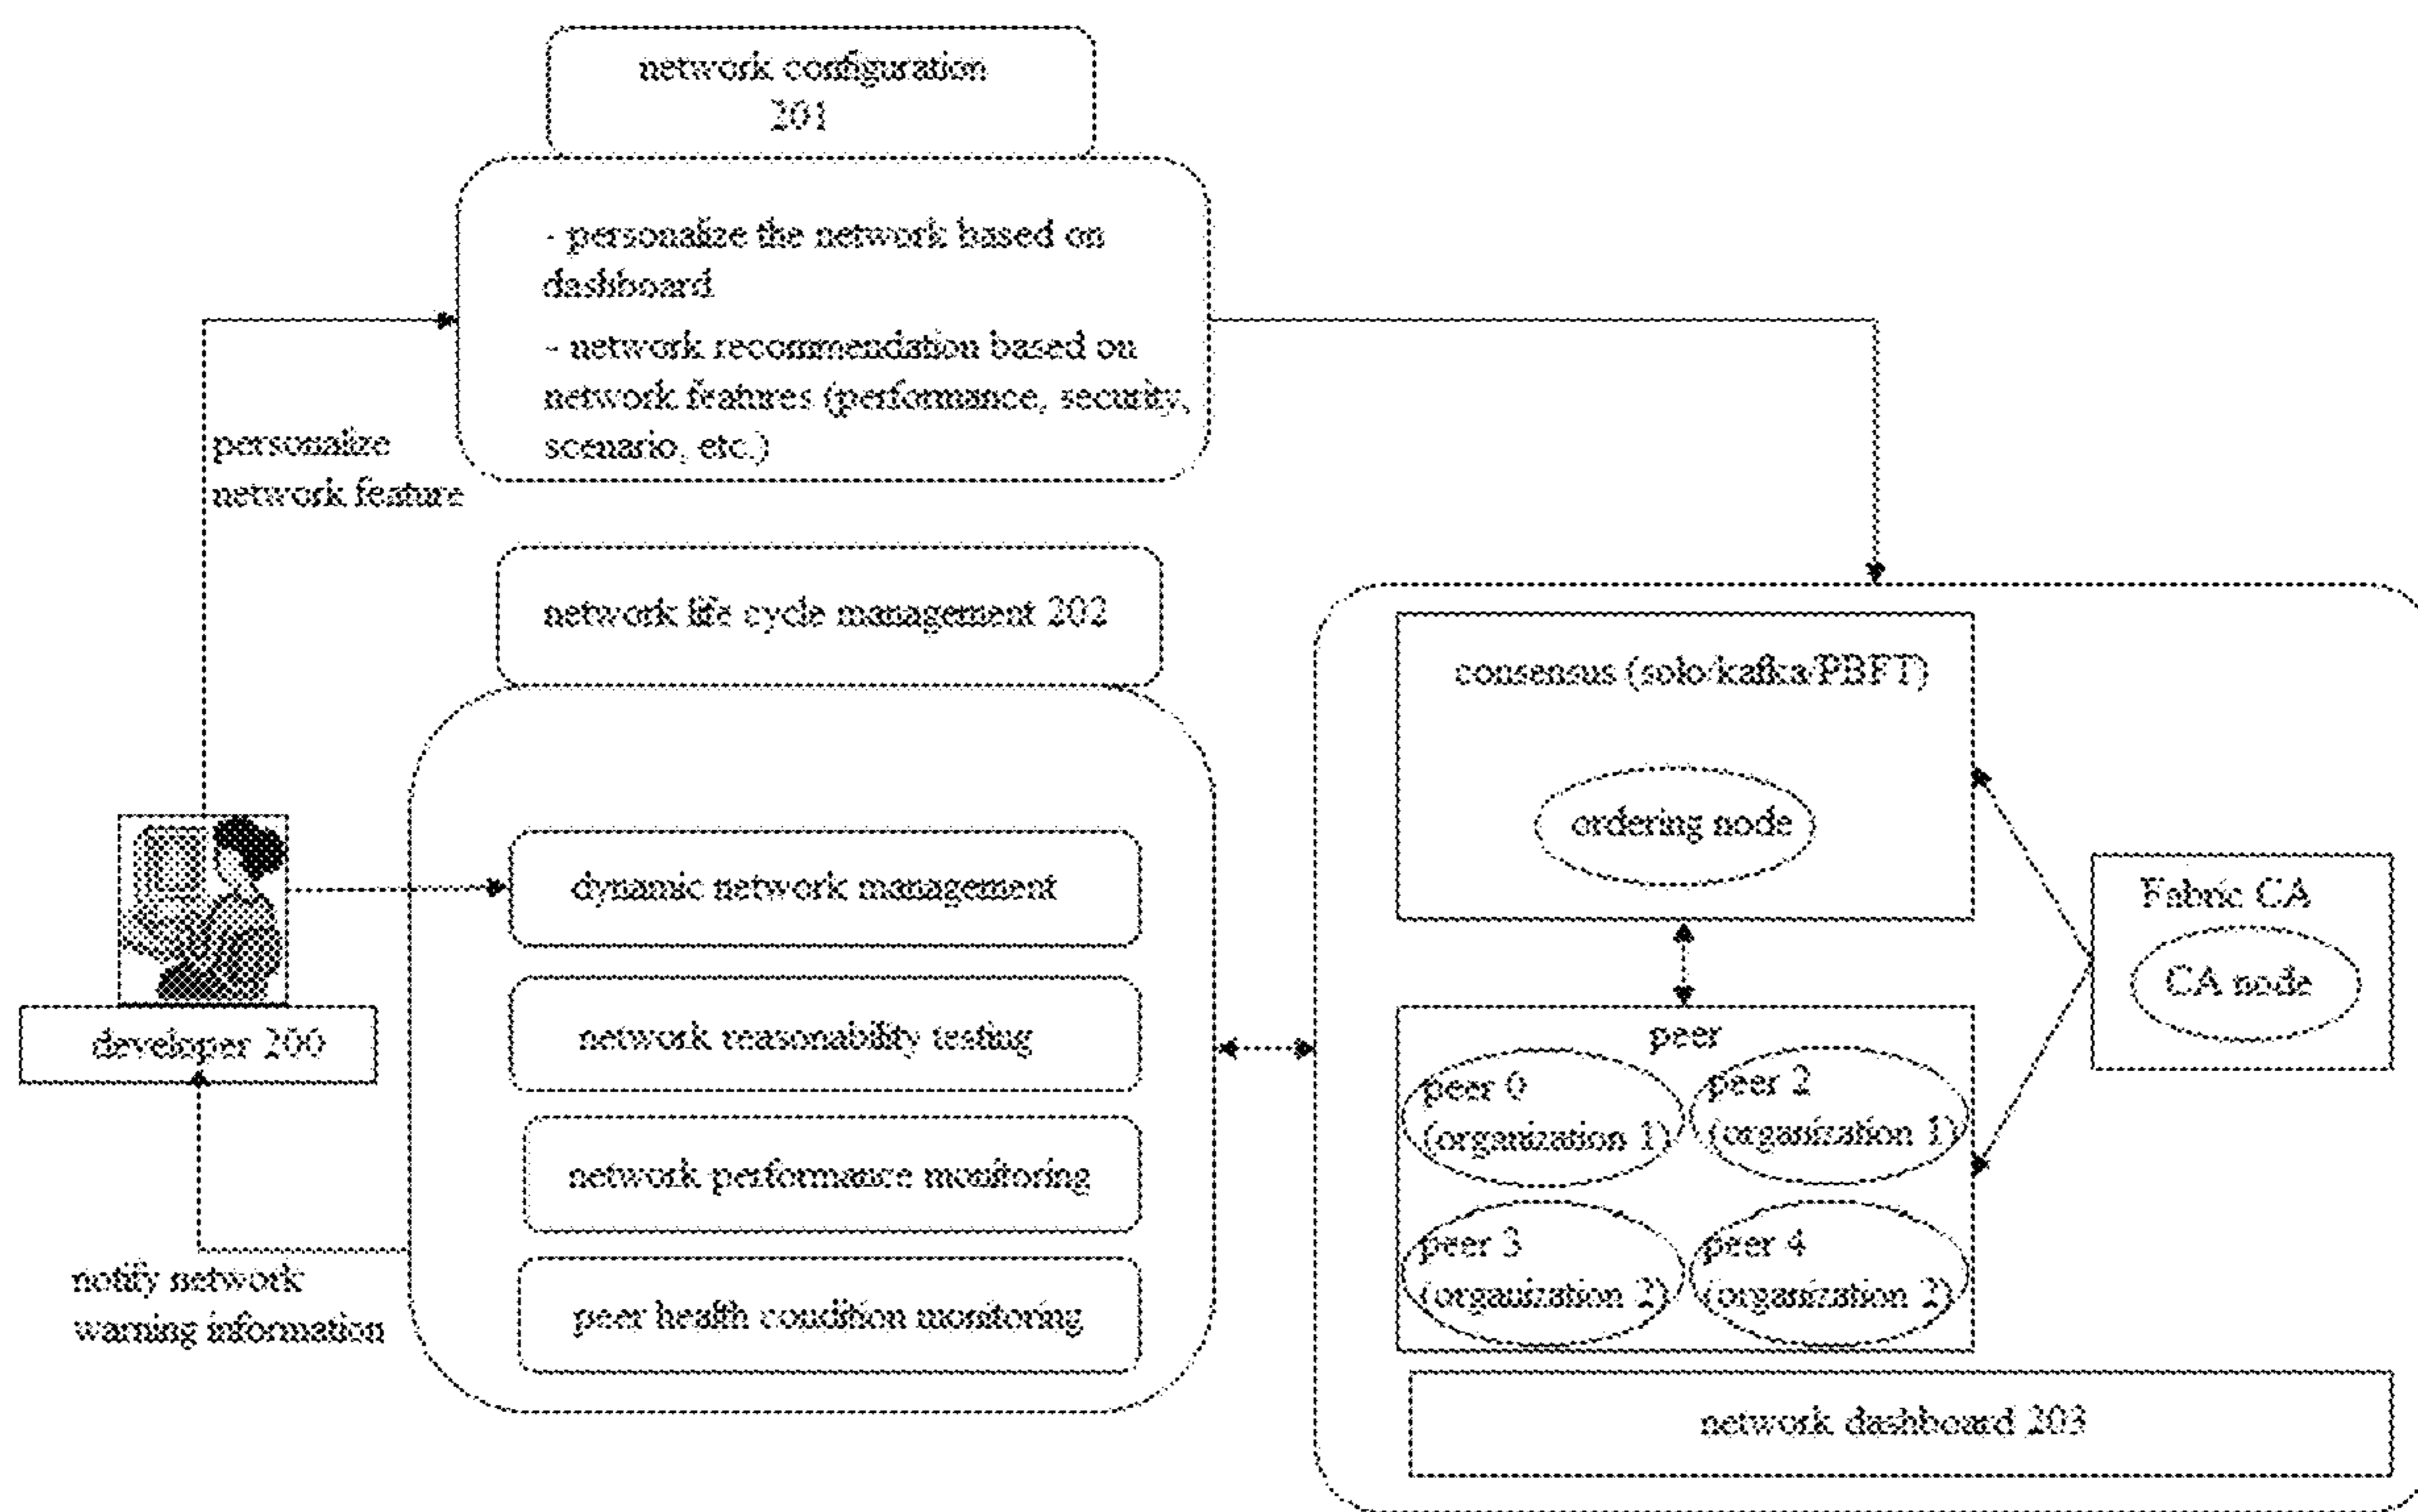 network configuration
201
- personalize the network based on
dashboard
- network recommendation based on
network features (performance, security,
scenario, etc.)
personalize
network feature
network life cycle management 202
dynamic network management
network reasonability testing
network performance monitoring
peer health condition monitoring
developer 200
notify network
warning information
consensus (solo/kafka/PBFT)
ordering node
Fabric CA
CA node
peer
peer 0
(organization 1)
peer 2
(organization 1)
peer 3
(organization 2)
peer 4
(organization 2)
network dashboard 203